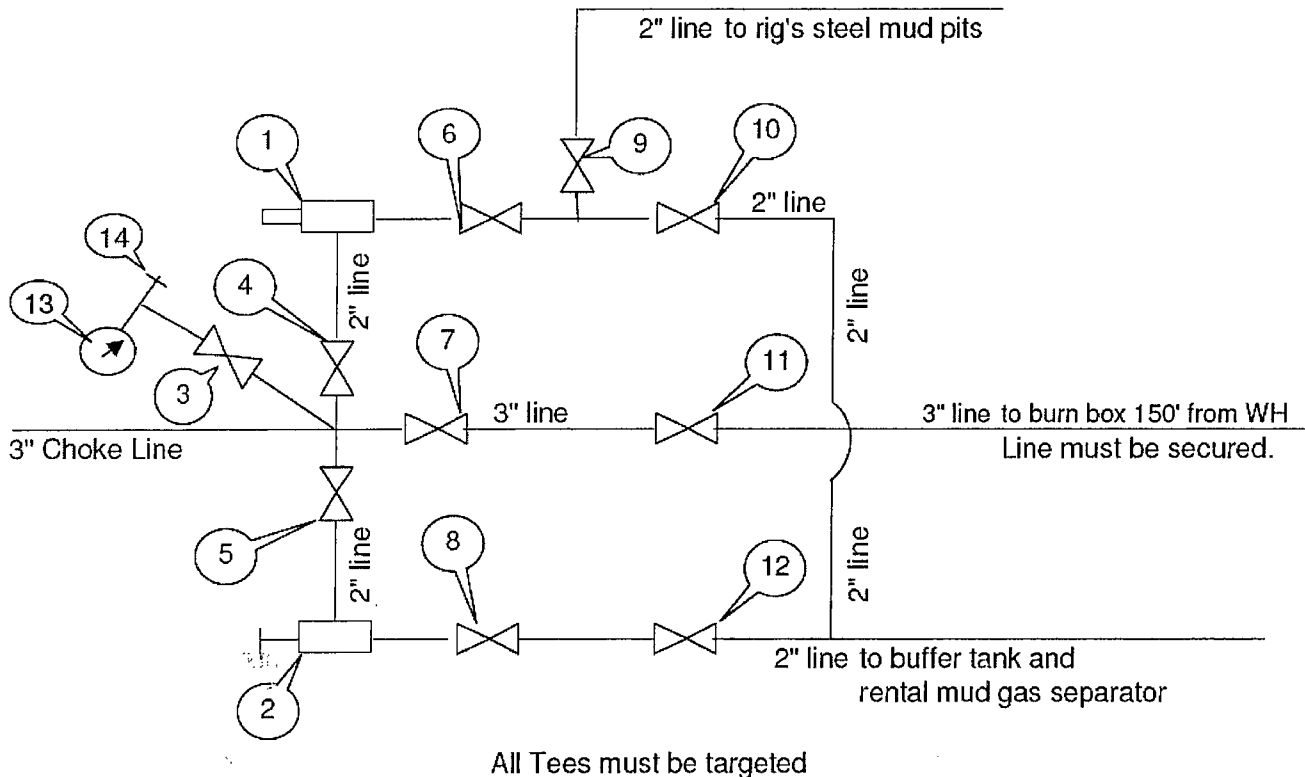 2" line to rig's steel mud pits
1
6
9
10
2" line
14
13
4
2" line
7
11
2" line
3
3" line
3" line to burn box 150' from WH
3" Choke Line
Line must be secured.
5
2" line
8
12
2" line
2
2" line to buffer tank and
rental mud gas separator
All Tees must be targeted